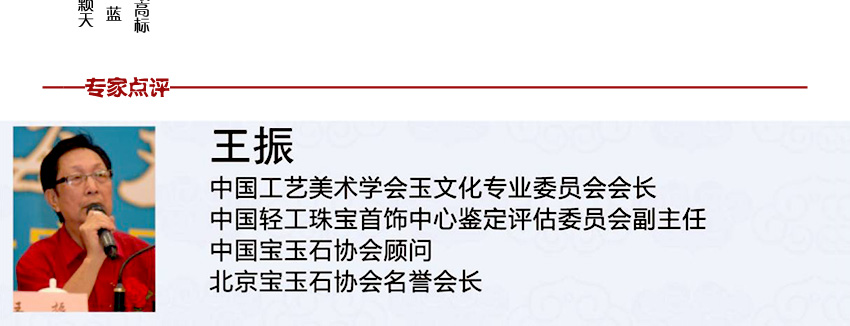 颗天
蓝
高标
专家点评
王振
中国工艺美术学会玉文化专业委员会会长
中国轻工珠宝首饰中心鉴定评估委员会副主任
中国宝玉石协会顾问
北京宝玉石协会名誉会长
王 振